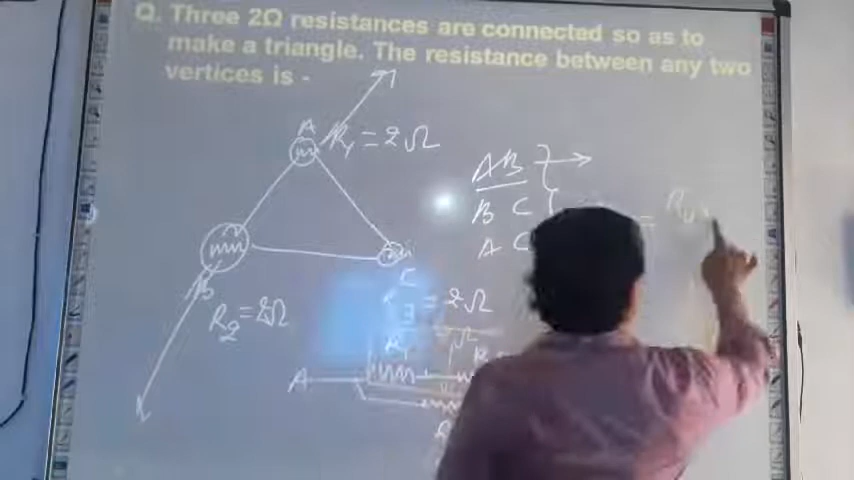 Q. Three 2Ω resistances are connected so as to
make a triangle. The resistance between any two
vertices is -
A
R₁ = 2Ω
AB
B C
A C
B
C
R₂ = 2Ω
= 2Ω
R₁
A